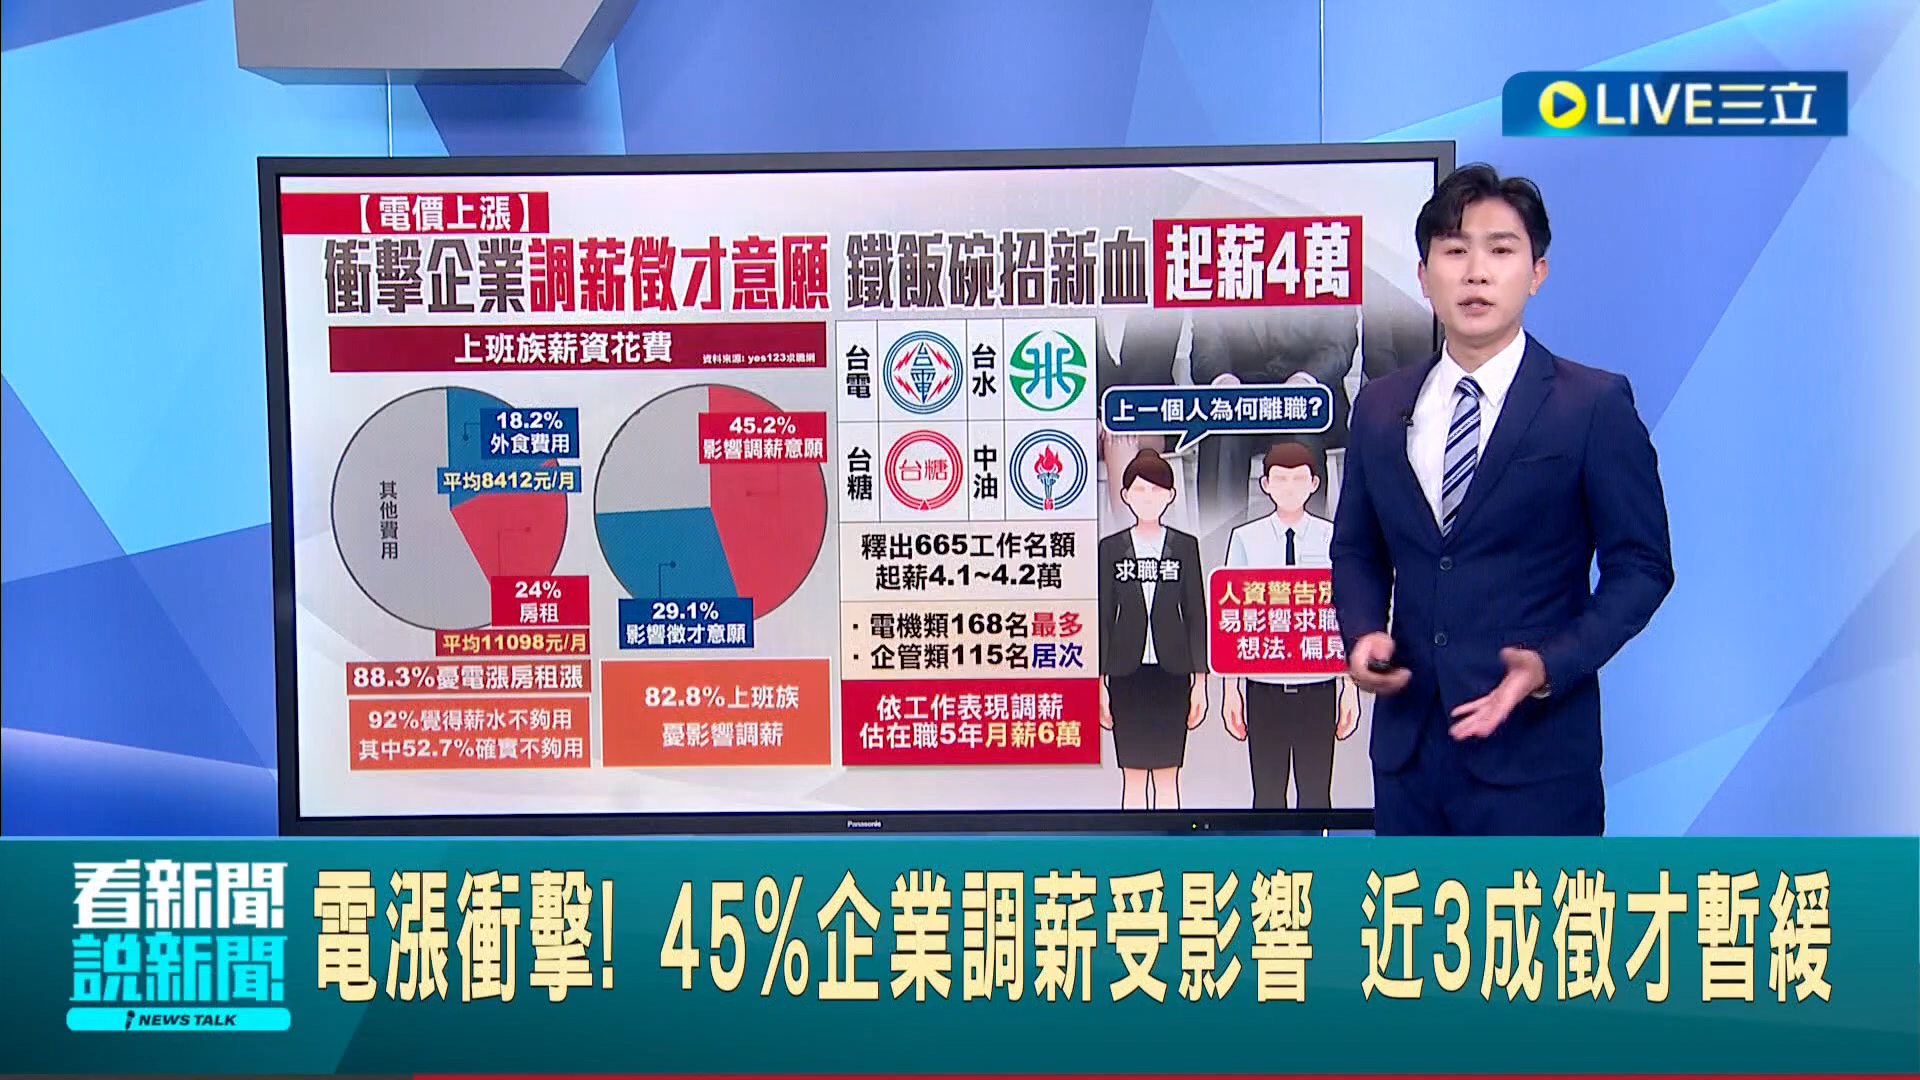 LIVE三立
【電價上漲】
衝擊企業調薪徵才意願 鐵飯碗招新血 起薪4萬
上班族薪資花費
資料來源: yes123求職網
18.2%
外食費用
平均8412元/月
其他費用
24%
房租
平均11098元/月
88.3%憂電漲房租漲
92%覺得薪水不夠用
其中52.7%確實不夠用
45.2%
影響調薪意願
29.1%
影響徵才意願
82.8%上班族
憂影響調薪
台電
台電
台水
台糖
台糖
中油
釋出665工作名額
起薪4.1~4.2萬
·電機類168名最多
·企管類115名居次
依工作表現調薪
估在職5年月薪6萬
上一個人為何離職?
求職者
人資警告別
易影響求職
想法.偏見
Panasonic
看新聞
說新聞
iNEWS TALK
電漲衝擊! 45%企業調薪受影響 近3成徵才暫緩